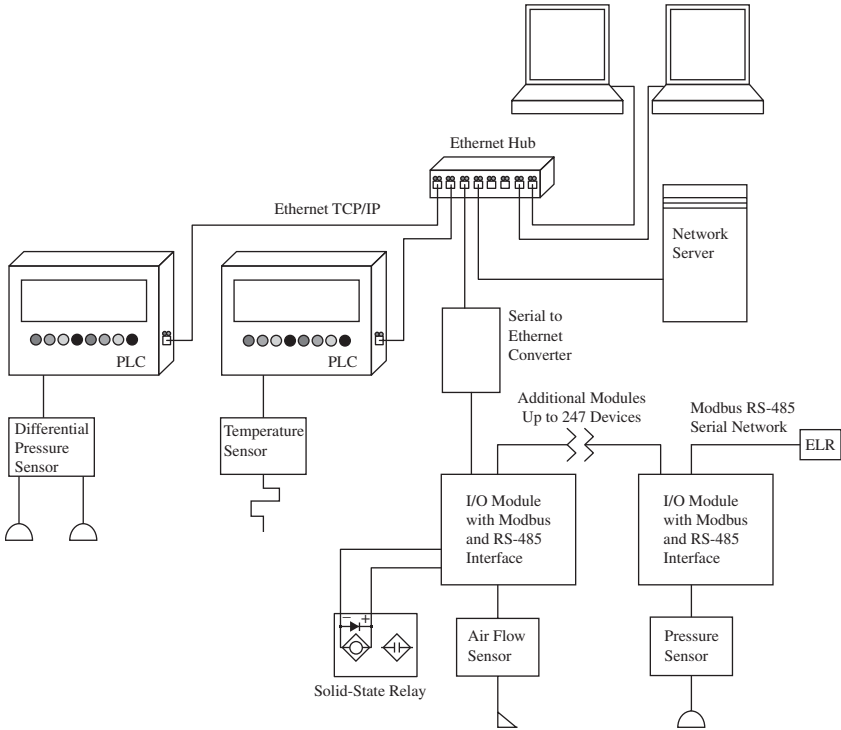 Ethernet Hub
Ethernet TCP/IP
Network
Server
PLC
PLC
Serial to
Ethernet
Converter
Differential
Pressure
Sensor
Temperature
Sensor
Additional Modules
Up to 247 Devices
Modbus RS-485
Serial Network
ELR
I/O Module
with Modbus
and RS-485
Interface
I/O Module
with Modbus
and RS-485
Interface
− +
Solid-State Relay
Air Flow
Sensor
Pressure
Sensor